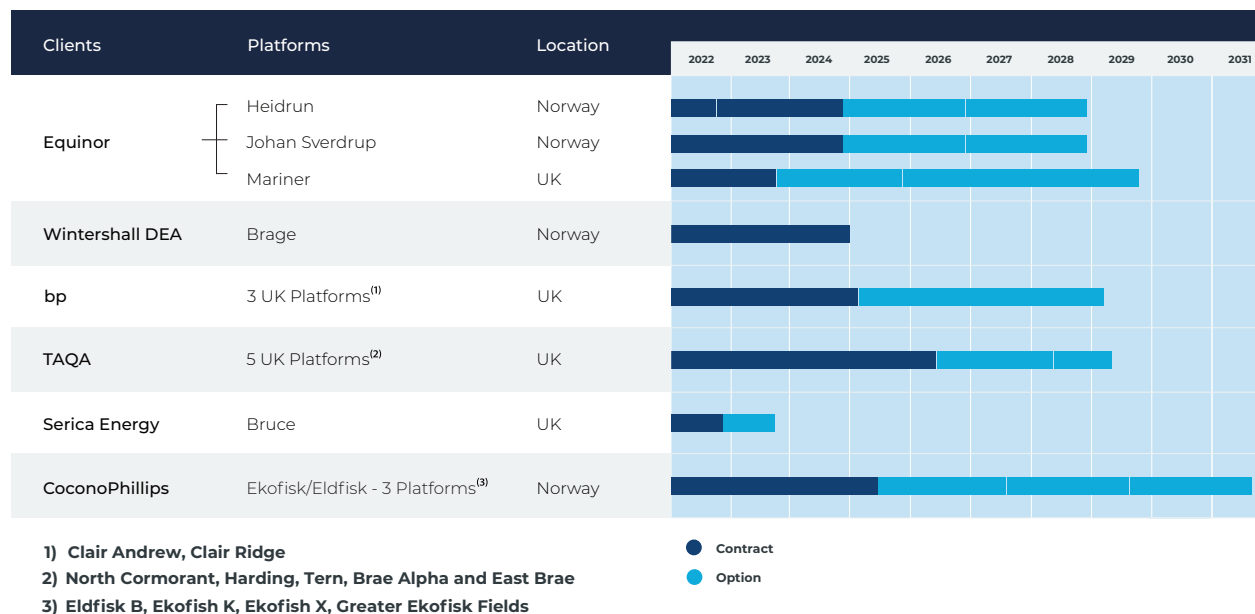 Clients Platforms Location
2022 2023 2024 2025 2026 2027 2028 2029 2030 2031
Heidrun Norway
Equinor Johan Sverdrup Norway
Mariner UK
Wintershall DEA Brage Norway
bp 3 UK Platforms(1) UK
TAQA 5 UK Platforms(2) UK
Serica Energy Bruce UK
CoconoPhillips Ekofisk/Eldfisk - 3 Platforms(3) Norway
1) Clair Andrew, Clair Ridge
2) North Cormorant, Harding, Tern, Brae Alpha and East Brae
3) Eldfisk B, Ekofish K, Ekofish X, Greater Ekofisk Fields
Contract
Option